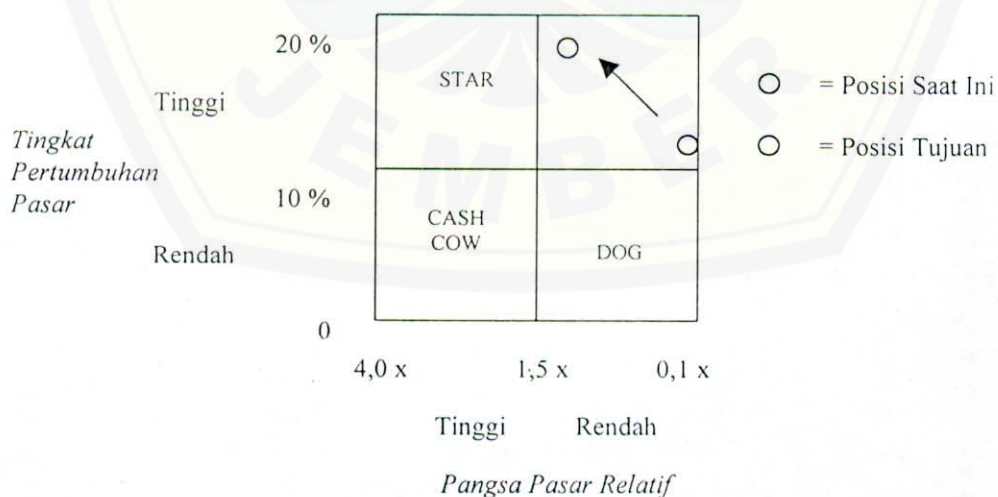 JEMBER
20 %
STAR
= Posisi Saat Ini
Tinggi
Tingkat
Pertumbuhan
Pasar
= Posisi Tujuan
10 %
CASH
COW
Rendah
DOG
0
4,0 x 1,5 x 0,1 x
Tinggi Rendah
Pangsa Pasar Relatif